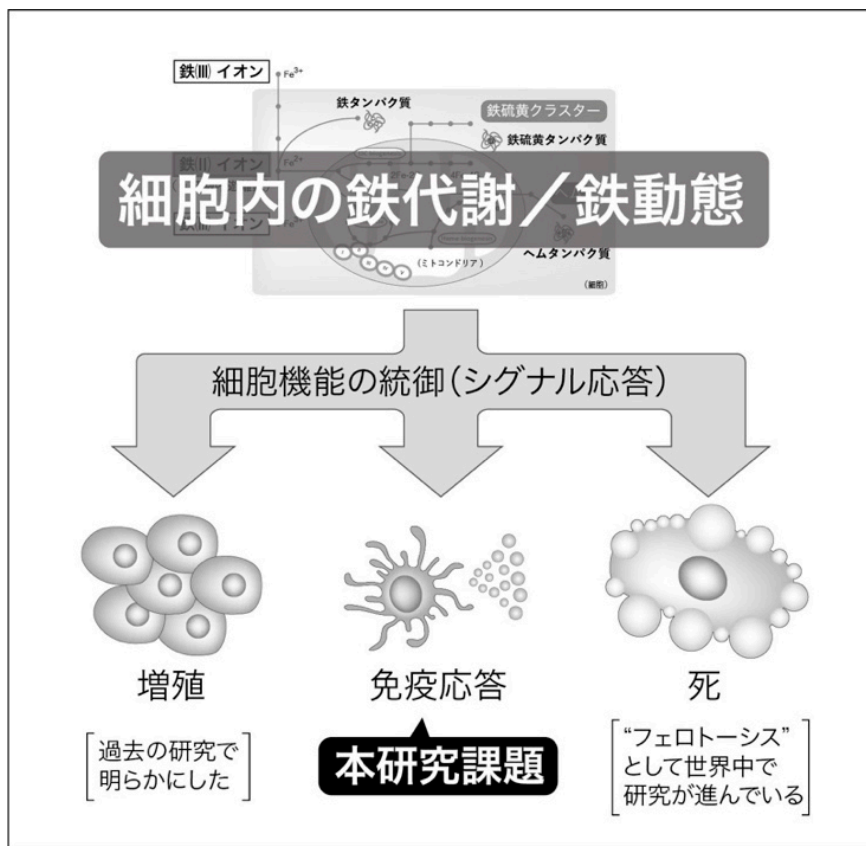 鉄(III) イオン
Fe³⁺
鉄タンパク質
鉄硫黄クラスター
鉄硫黄タンパク質
Fe²⁺
細胞内の鉄代謝／鉄動態
ヘムタンパク質
(ミトコンドリア)
(細胞)
細胞機能の統御(シグナル応答)
増殖
免疫応答
死
過去の研究で
明らかにした
本研究課題
“フェロトーシス”
として世界中で
研究が進んでいる